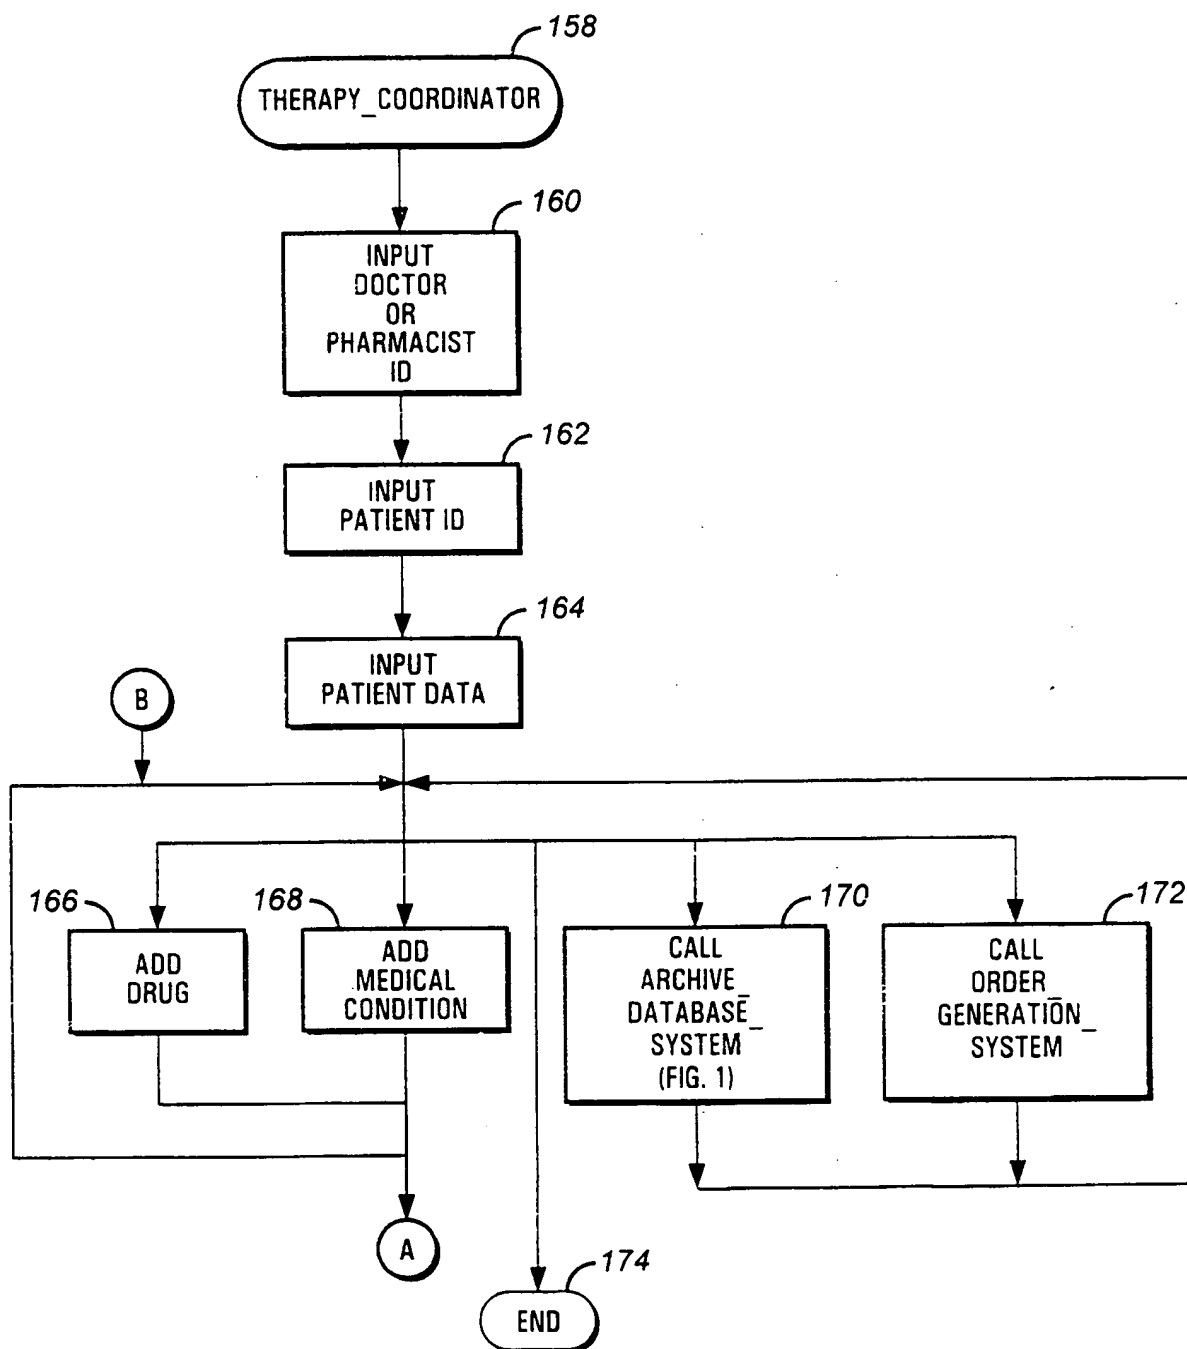 158
THERAPY_COORDINATOR
160
INPUT
DOCTOR
OR
PHARMACIST
ID
162
INPUT
PATIENT ID
164
INPUT
PATIENT DATA
B
166
ADD
DRUG
168
ADD
MEDICAL
CONDITION
170
CALL
ARCHIVE_
DATABASE_
SYSTEM
(FIG. 1)
172
CALL
ORDER_
GENERATION_
SYSTEM
A
174
END